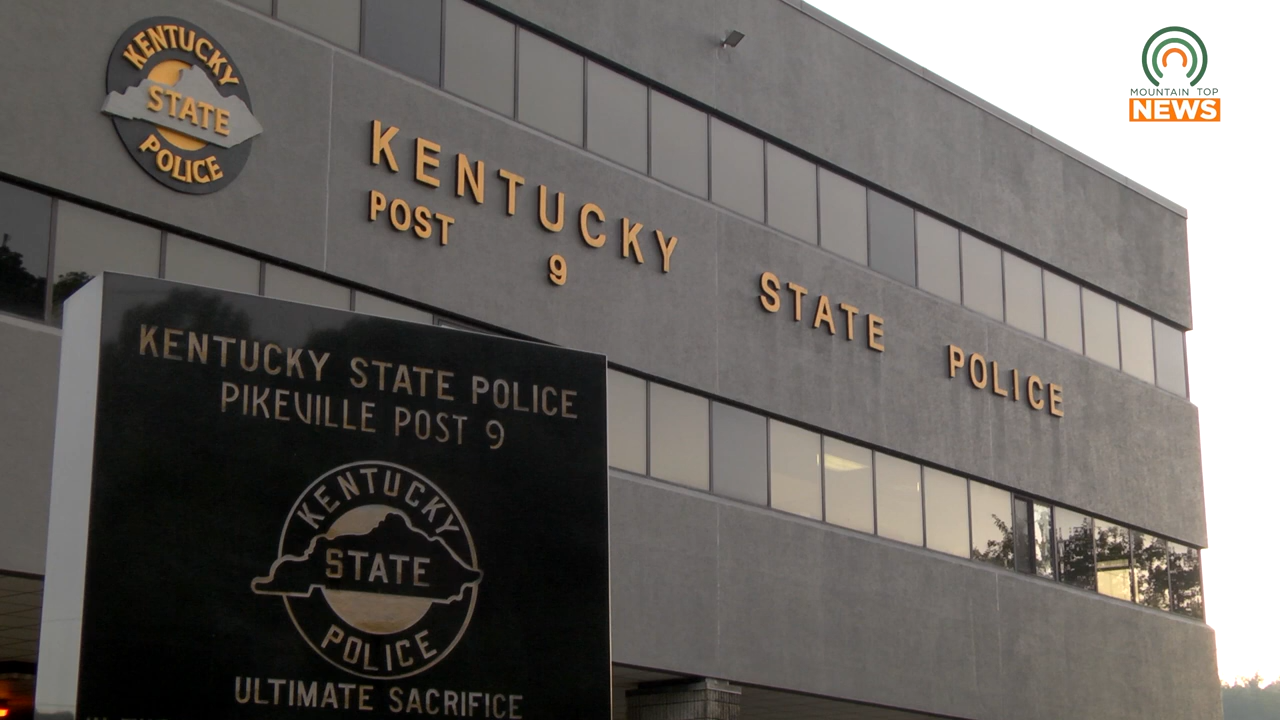 KENTUCKY
STATE
POLICE
KENTUCKY STATE POLICE
POST 9
MOUNTAIN TOP
NEWS
KENTUCKY STATE POLICE
PIKEVILLE POST 9
KENTUCKY
STATE
POLICE
ULTIMATE SACRIFICE